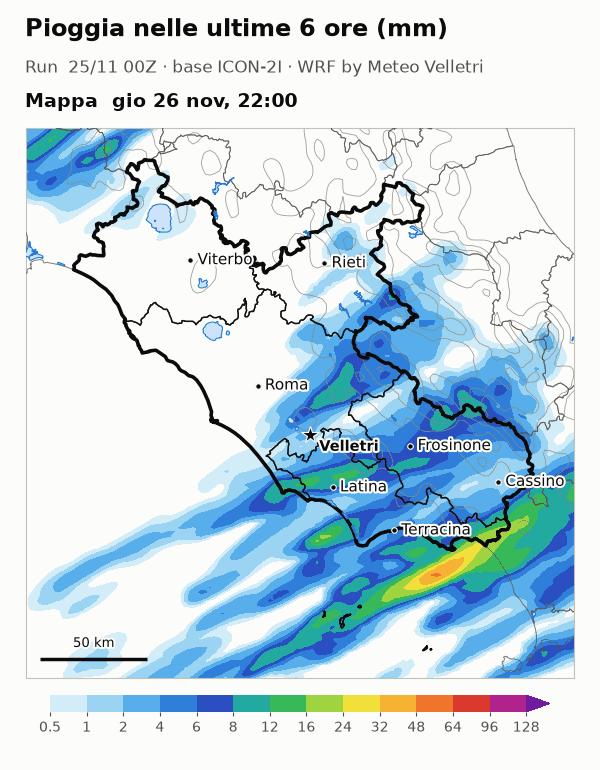 Pioggia nelle ultime 6 ore (mm)
Run 25/11 00Z · base ICON-2I · WRF by Meteo Velletri
Mappa gio 26 nov, 22:00
Viterbo
Rieti
Roma
Velletri
Frosinone
Latina
Cassino
Terracina
50 km
0.5 1 2 4 6 8 12 16 24 32 48 64 96 128